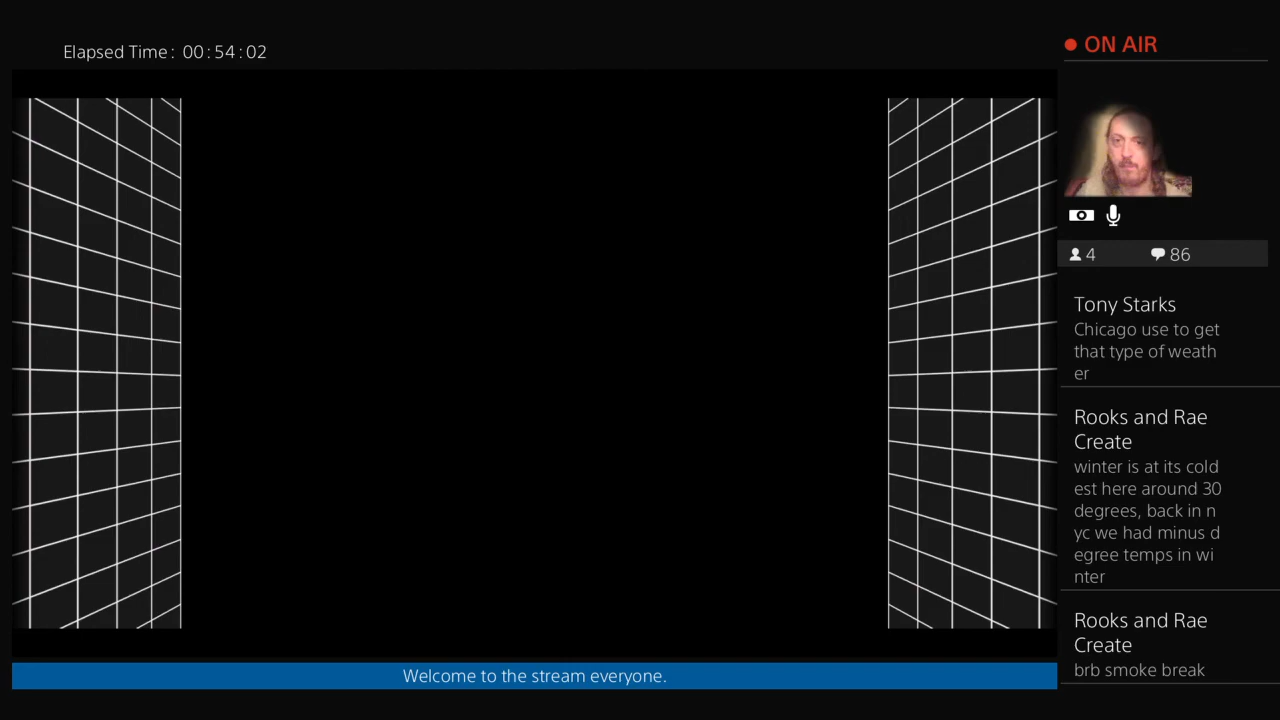 Elapsed Time: 00:54:02
ON AIR
4 86
Tony Starks
Chicago use to get
that type of weath
er
Rooks and Rae
Create
winter is at its cold
est here around 30
degrees, back in n
yc we had minus d
egree temps in wi
nter
Rooks and Rae
Create
brb smoke break
Welcome to the stream everyone.